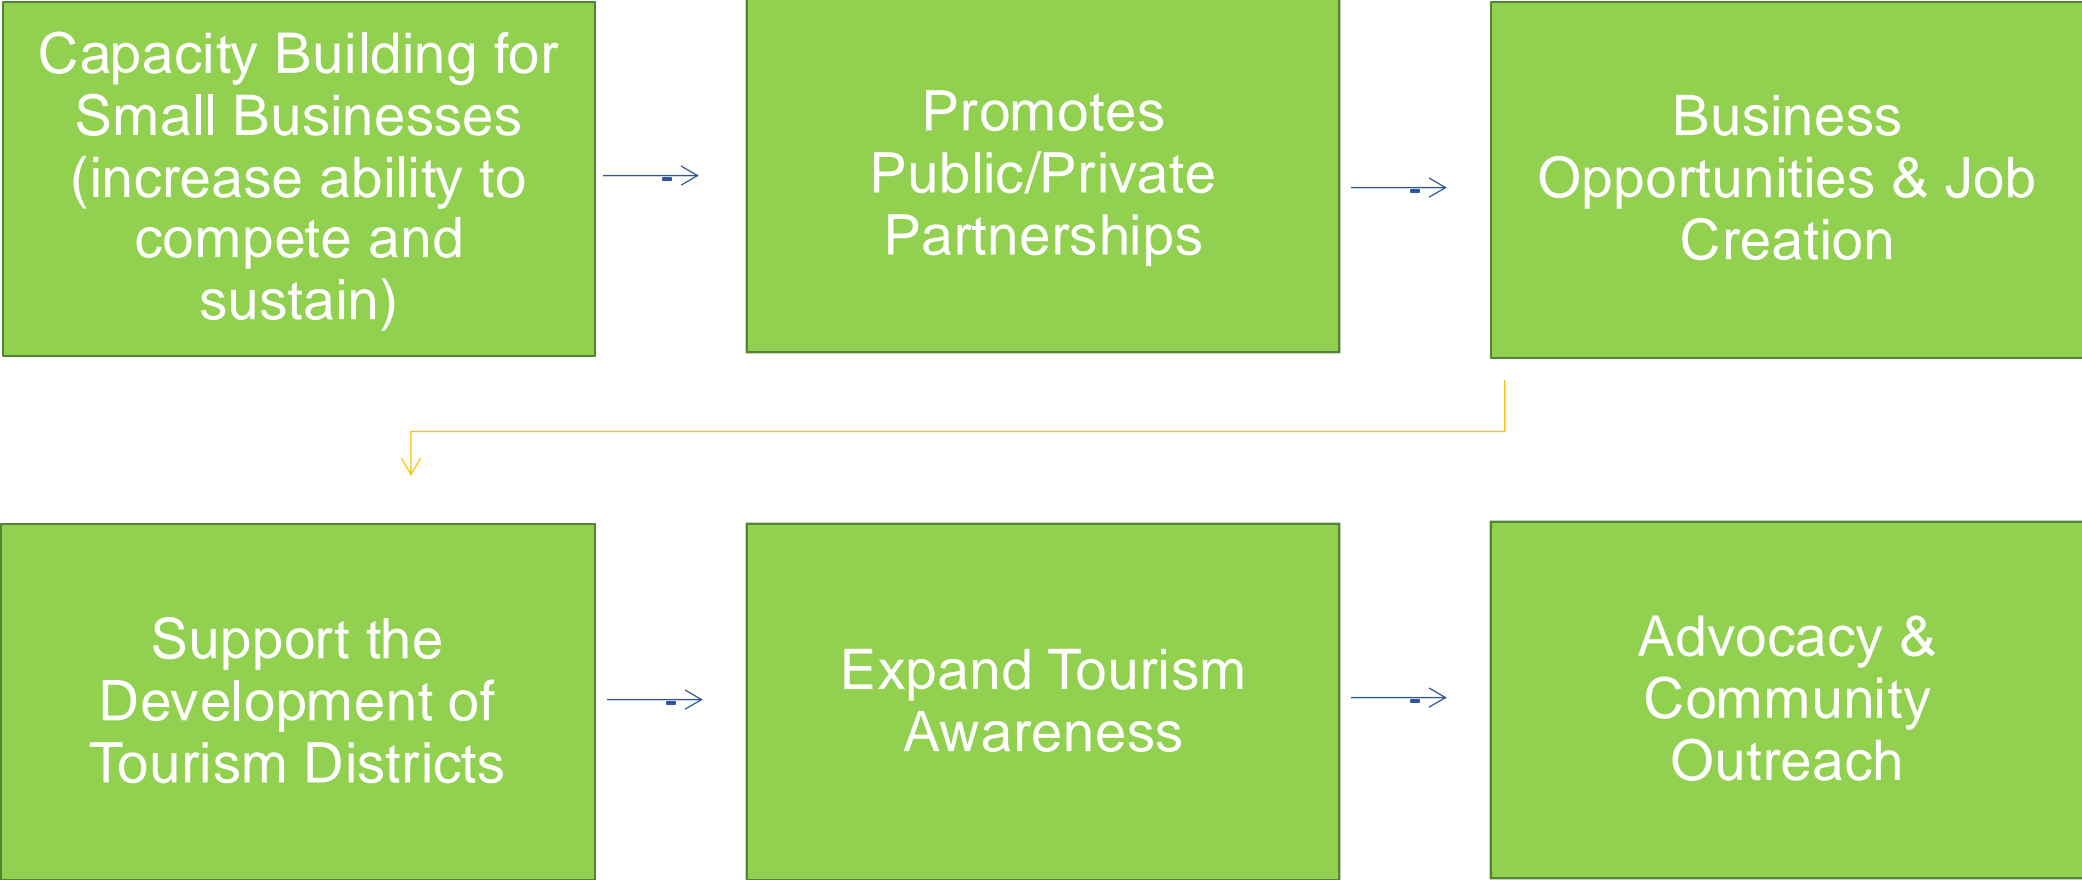 Capacity Building for
Small Businesses
(increase ability to
compete and
sustain)
Promotes
Public/Private
Partnerships
Business
Opportunities & Job
Creation
Support the
Development of
Tourism Districts
Expand Tourism
Awareness
Advocacy &
Community
Outreach